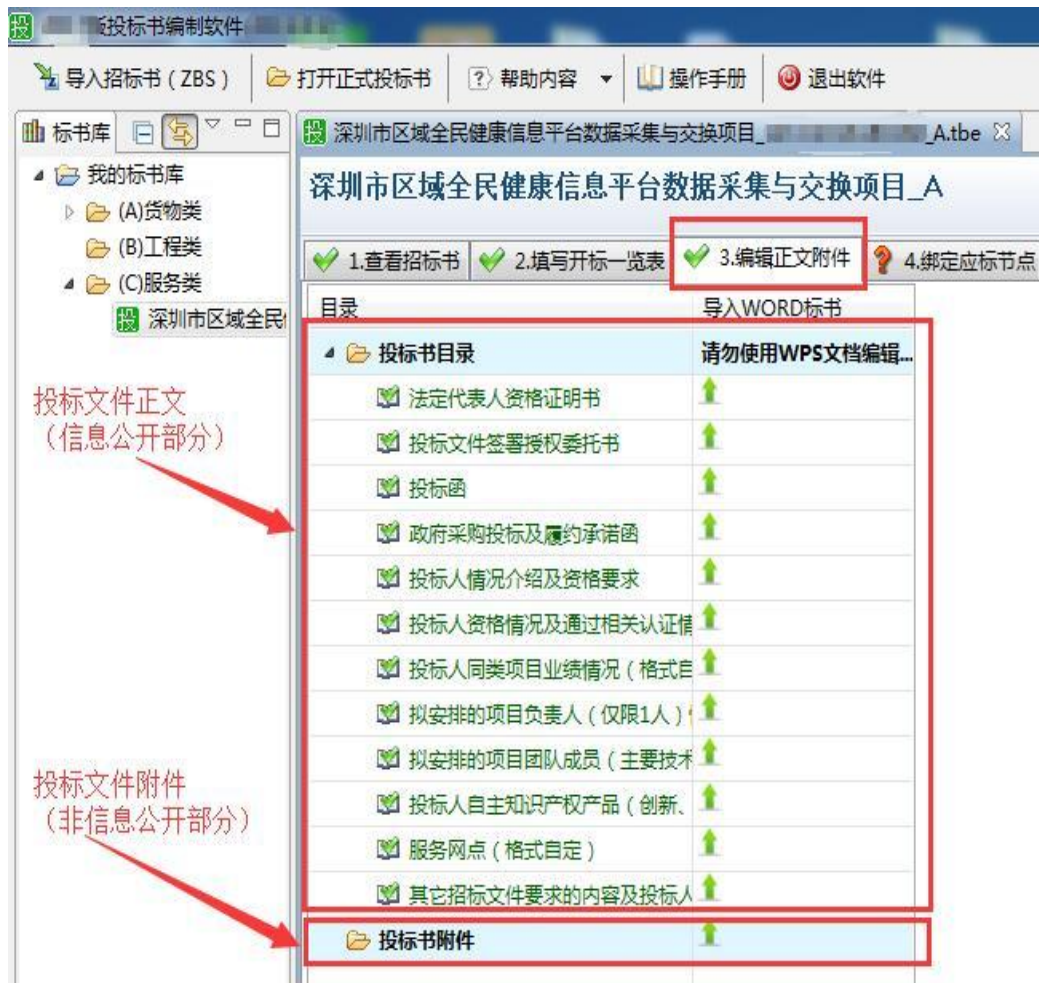 投标书编制软件
导入招标书（ZBS） 打开正式投标书 帮助内容 操作手册 退出软件
标书库
深圳市区域全民健康信息平台数据采集与交换项目_ _A.tbe
我的标书库
(A)货物类
(B)工程类
(C)服务类
深圳市区域全民
深圳市区域全民健康信息平台数据采集与交换项目_A
1.查看招标书 2.填写开标一览表 3.编辑正文附件 4.绑定应标节点
目录 导入WORD标书
投标书目录 请勿使用WPS文档编辑...
法定代表人资格证明书
投标文件签署授权委托书
投标函
政府采购投标及履约承诺函
投标人情况介绍及资格要求
投标人资格情况及通过相关认证情
投标人同类项目业绩情况（格式自
拟安排的项目负责人（仅限1人）
拟安排的项目团队成员（主要技术
投标人自主知识产权产品（创新、
服务网点（格式自定）
其它招标文件要求的内容及投标人
投标书附件
投标文件正文
（信息公开部分）
投标文件附件
（非信息公开部分）